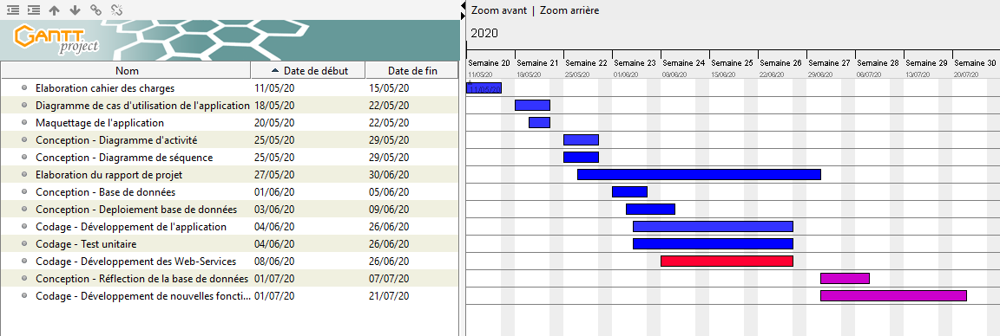 Zoom avant | Zoom arrière
GANTT
project
2020
Nom Date de début Date de fin
Semaine 20 Semaine 21 Semaine 22 Semaine 23 Semaine 24 Semaine 25 Semaine 26 Semaine 27 Semaine 28 Semaine 29 Semaine 30
11/05/20 18/05/20 25/05/20 01/06/20 08/06/20 15/06/20 22/06/20 29/06/20 06/07/20 13/07/20 20/07/20
Elaboration cahier des charges 11/05/20 15/05/20 11/05/20
Diagramme de cas d'utilisation de l'application 18/05/20 22/05/20
Maquettage de l'application 20/05/20 22/05/20
Conception - Diagramme d'activité 25/05/20 29/05/20
Conception - Diagramme de séquence 25/05/20 29/05/20
Elaboration du rapport de projet 27/05/20 30/06/20
Conception - Base de données 01/06/20 05/06/20
Conception - Deploiement base de données 03/06/20 09/06/20
Codage - Développement de l'application 04/06/20 26/06/20
Codage - Test unitaire 04/06/20 26/06/20
Codage - Développement des Web-Services 08/06/20 26/06/20
Conception - Réflection de la base de données 01/07/20 07/07/20
Codage - Développement de nouvelles foncti... 01/07/20 21/07/20